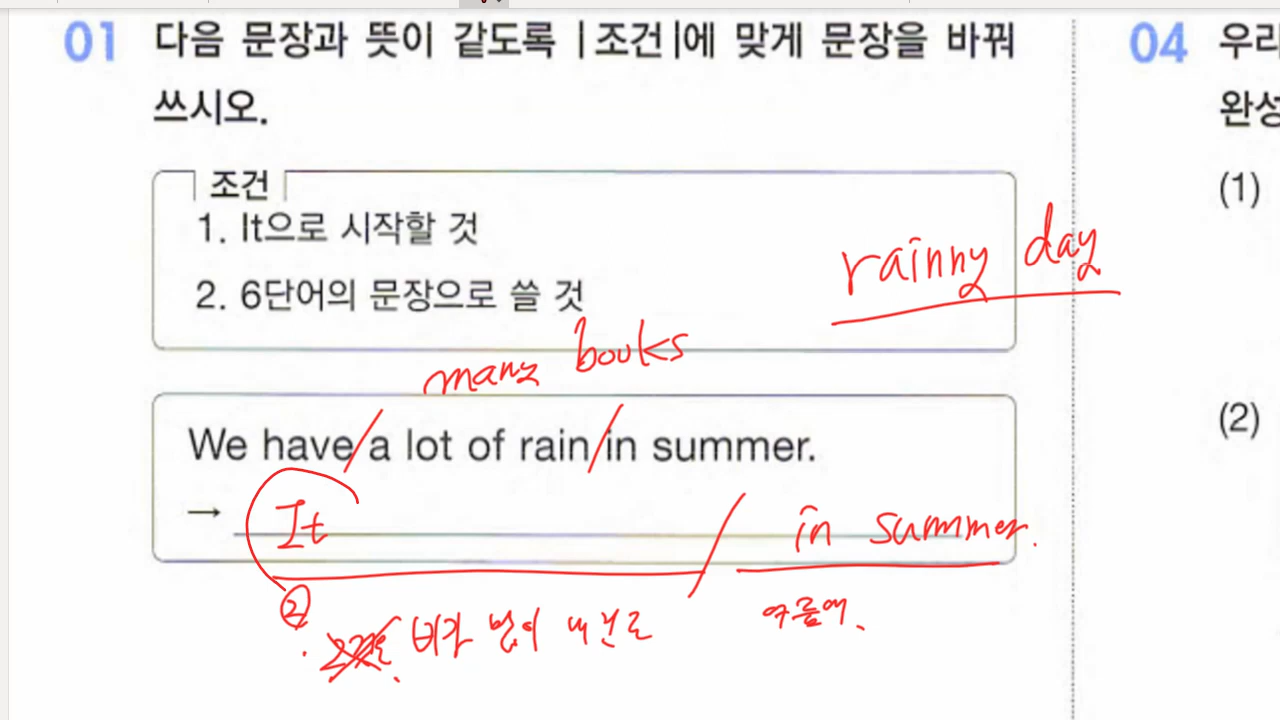 01 다음 문장과 뜻이 같도록 |조건|에 맞게 문장을 바꿔
쓰시오.
조건
1. It으로 시작할 것
2. 6단어의 문장으로 쓸 것
rainny day
many books
We have / a lot of rain / in summer.
→ It / in summer.
②
비가 많이 내린다
여름에.
04 우리
완성
(1)
(2)